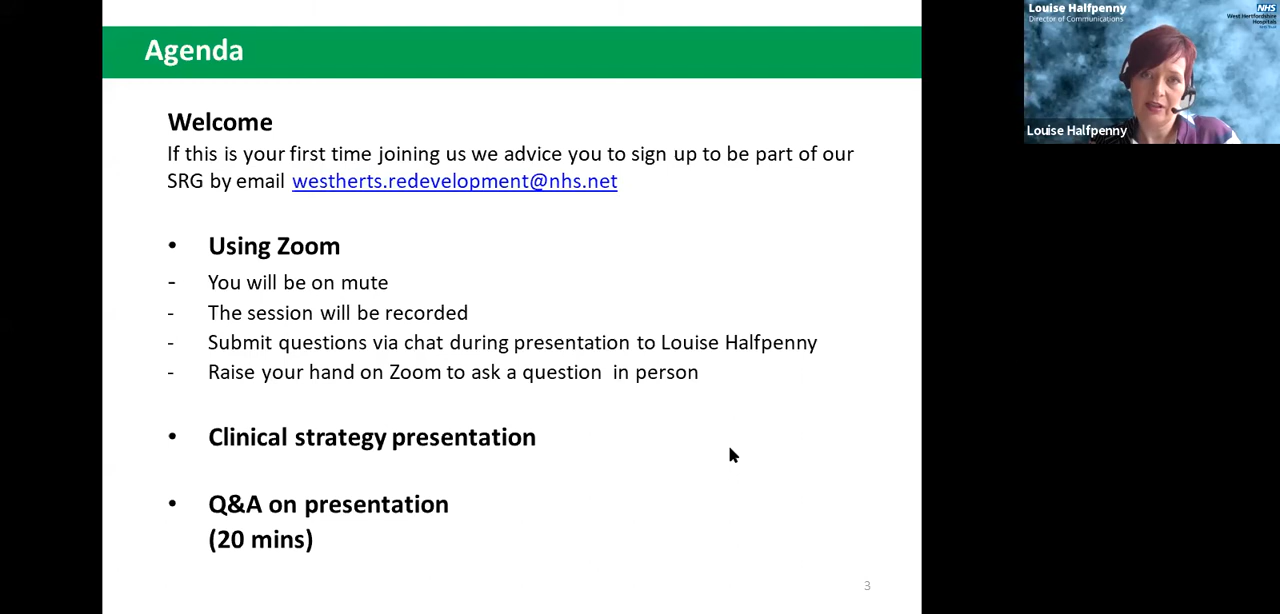 Agenda
Welcome
If this is your first time joining us we advice you to sign up to be part of our
SRG by email westherts.redevelopment@nhs.net
• Using Zoom
- You will be on mute
- The session will be recorded
- Submit questions via chat during presentation to Louise Halfpenny
- Raise your hand on Zoom to ask a question in person
• Clinical strategy presentation
• Q&A on presentation
(20 mins)
3
Louise Halfpenny
Director of Communications
NHS
West Hertfordshire
Hospitals
Louise Halfpenny